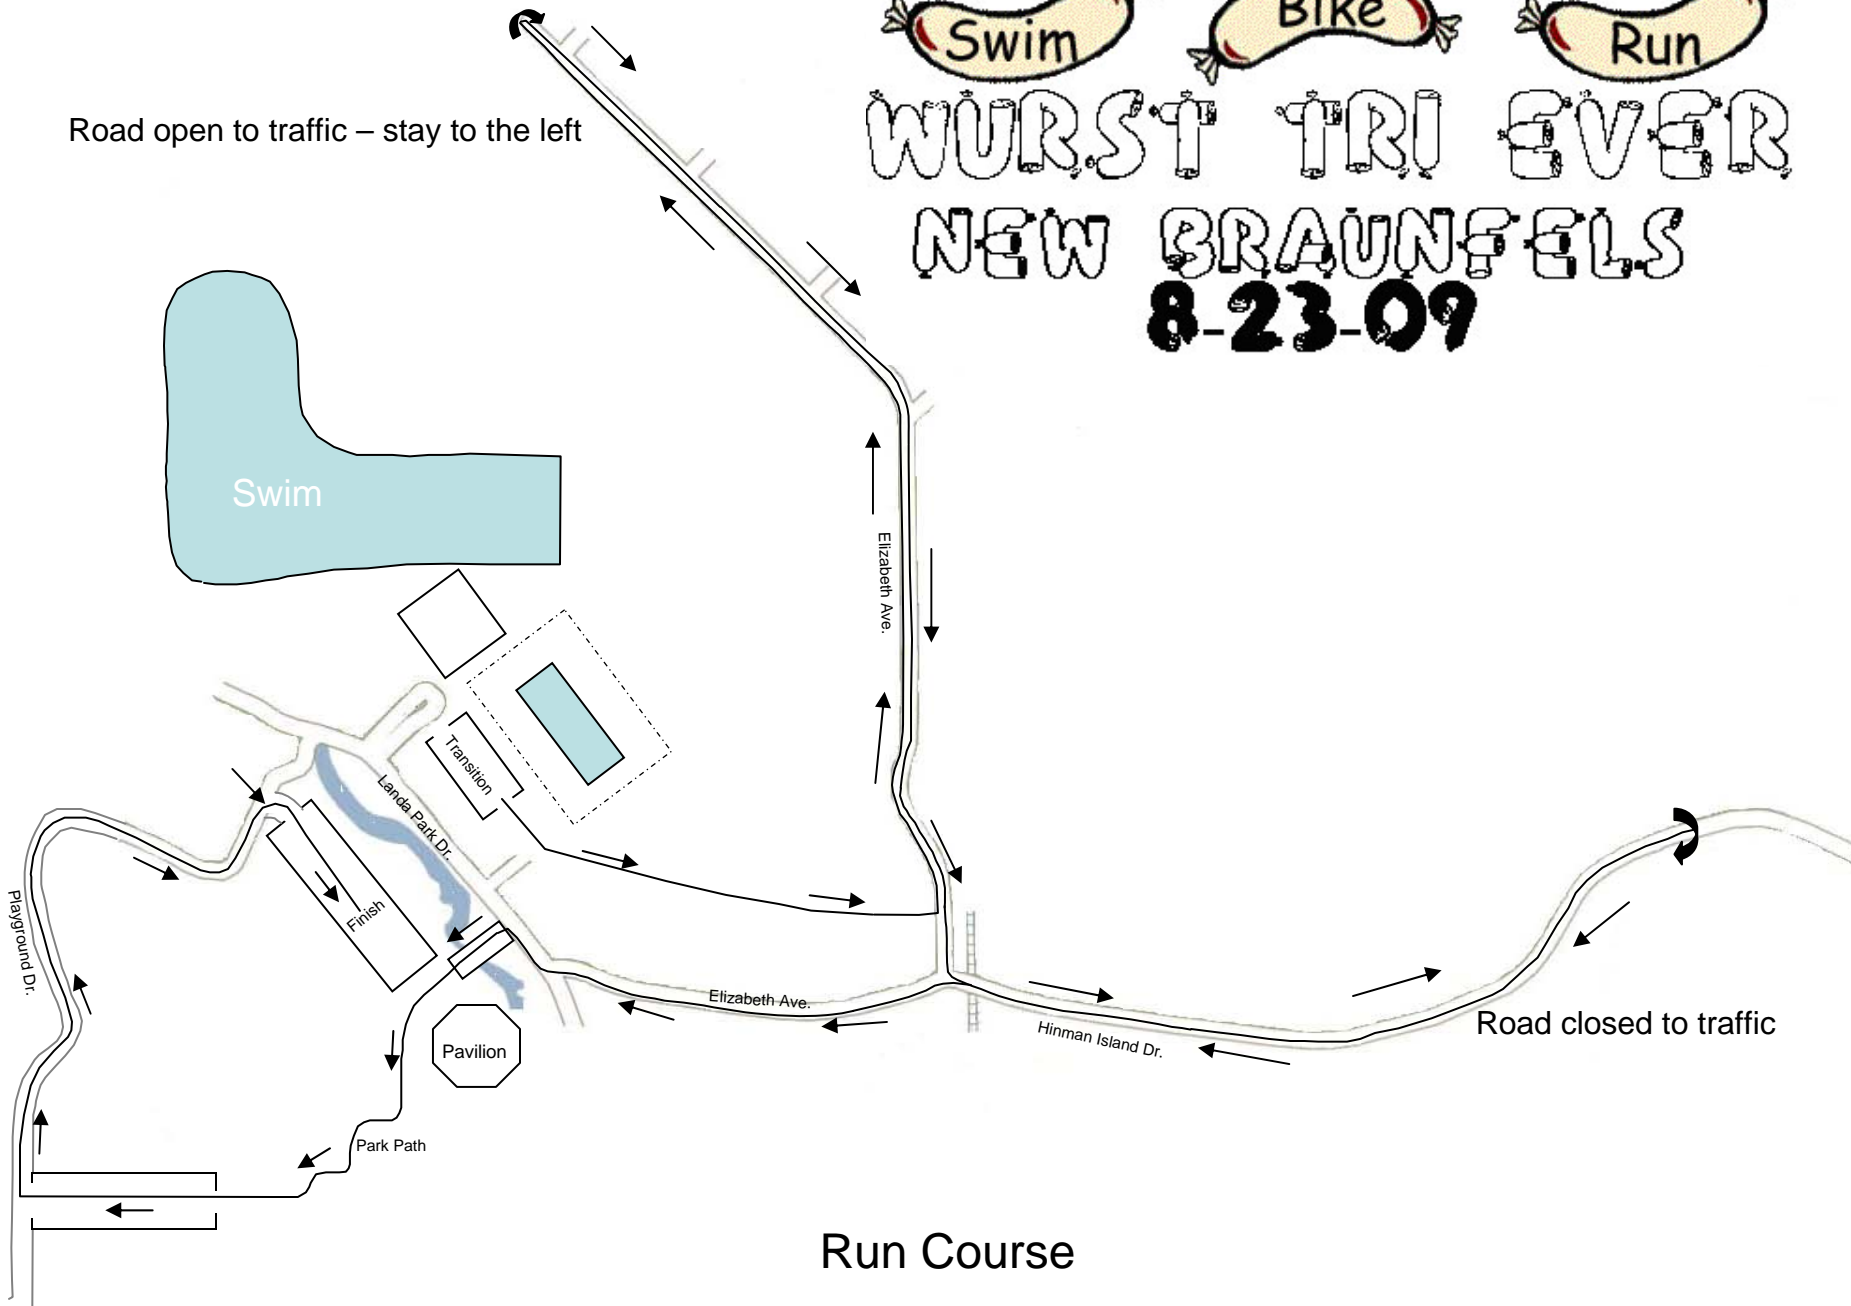 Swim
Bike
Run
WURST TRI EVER
NEW BRAUNFELS
8-23-09
Road open to traffic – stay to the left
Swim
Elizabeth Ave.
Transition
Landa Park Dr.
Finish
Playground Dr.
Elizabeth Ave.
Hinman Island Dr.
Road closed to traffic
Pavilion
Park Path
Run Course